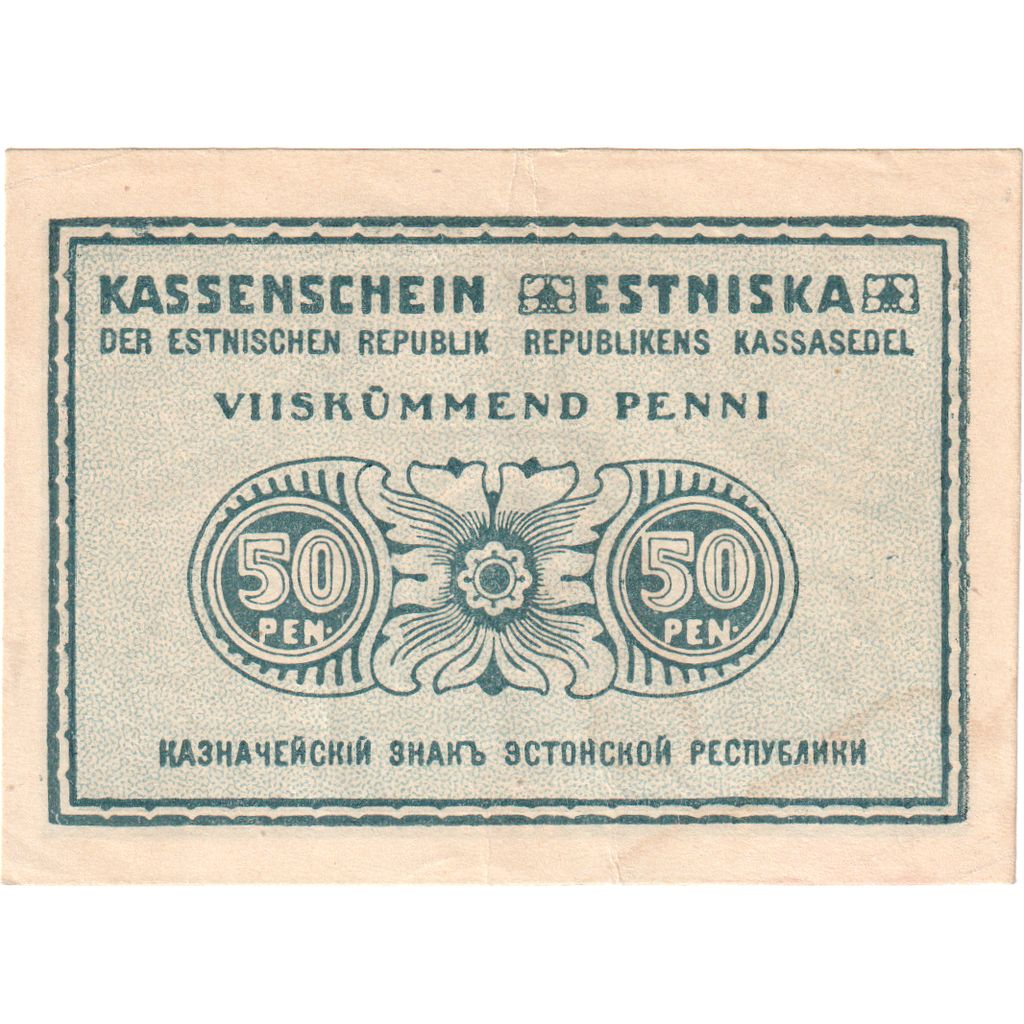 KASSENSCHEIN ESTNISKA
DER ESTNISCHEN REPUBLIK REPUBLIKENS KASSASEDEL
VIISKÜMMEND PENNI
50 50
PEN. PEN.
КАЗНАЧЕЙСКІЙ ЗНАКЪ ЭСТОНСКОЙ РЕСПУБЛИКИ